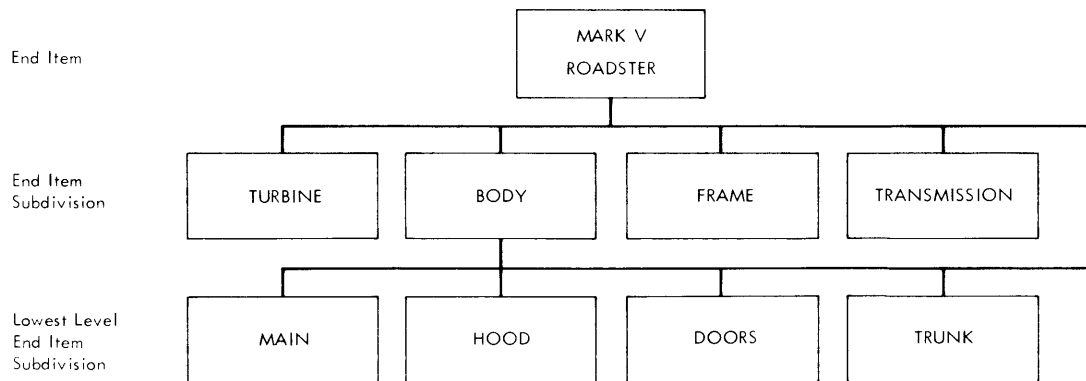 End Item
MARK V
ROADSTER
End Item
Subdivision
TURBINE
BODY
FRAME
TRANSMISSION
Lowest Level
End Item
Subdivision
MAIN
HOOD
DOORS
TRUNK